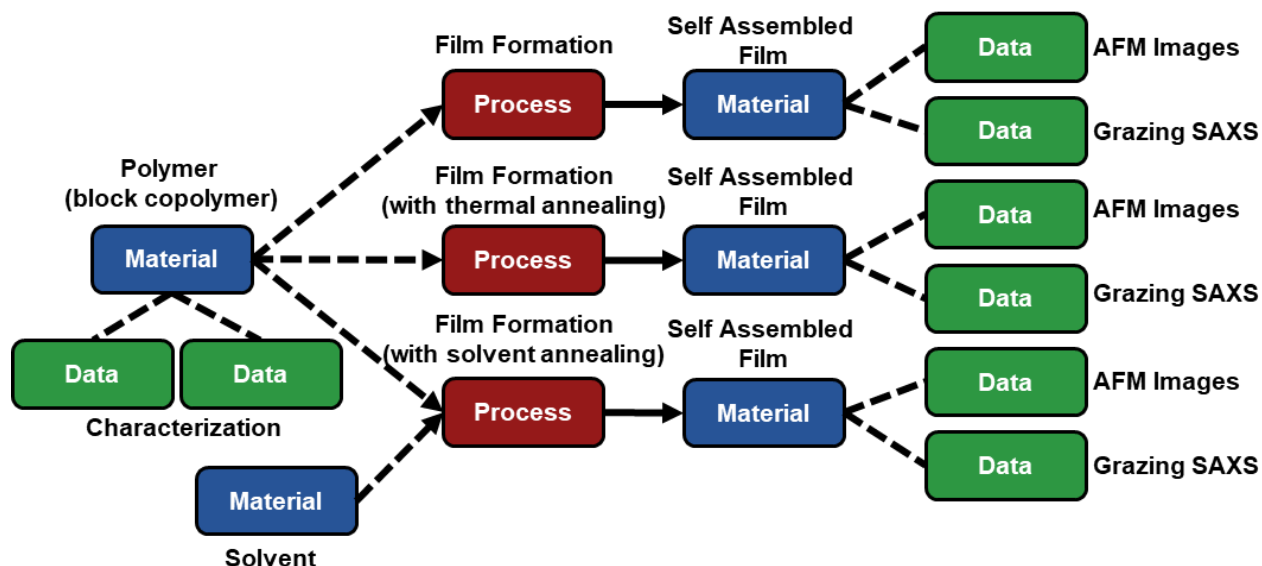 Film Formation
Process
Self Assembled
Film
Material
Data
AFM Images
Data
Grazing SAXS
Polymer
(block copolymer)
Material
Data
Data
Characterization
Film Formation
(with thermal annealing)
Process
Self Assembled
Film
Material
Data
AFM Images
Data
Grazing SAXS
Film Formation
(with solvent annealing)
Process
Self Assembled
Film
Material
Data
AFM Images
Data
Grazing SAXS
Material
Solvent